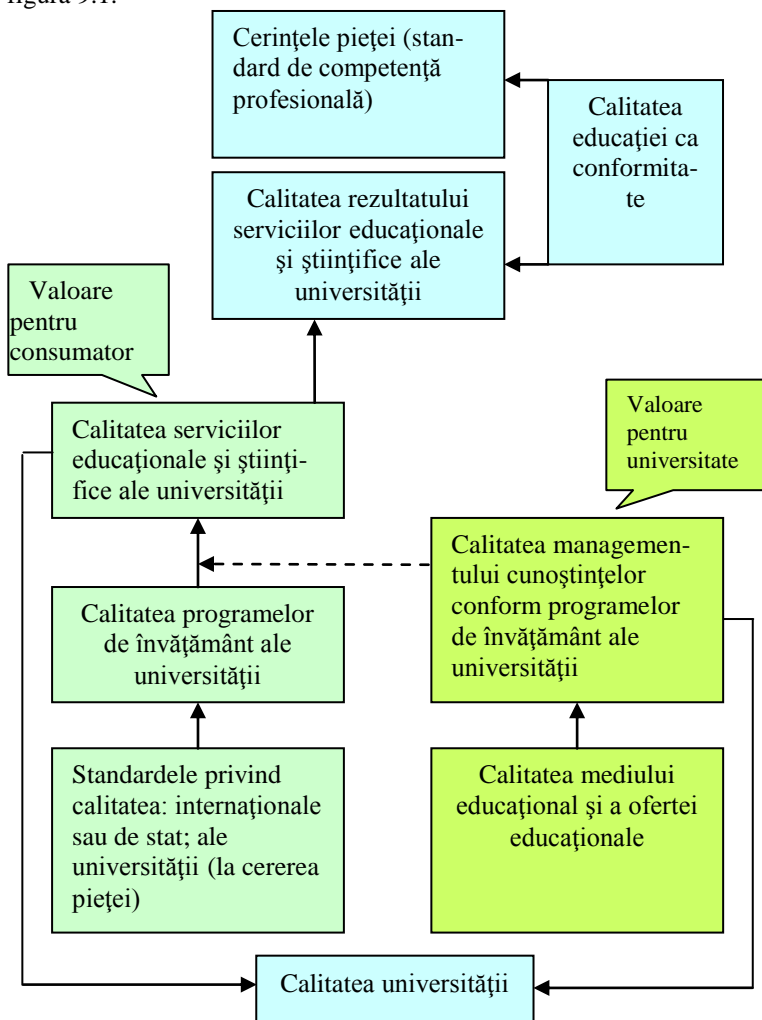 figura 9.1.
Cerinţele pieţei (stan-
dard de competenţă
profesională)
Calitatea
educaţiei ca
conformita-
te
Calitatea rezultatului
serviciilor educaţionale
şi ştiinţifice ale
universităţii
Valoare
pentru
consumator
Calitatea serviciilor
educaţionale şi ştiinţi-
fice ale universităţii
Valoare
pentru
universitate
Calitatea managemen-
tului cunoştinţelor
conform programelor
de învăţământ ale
universităţii
Calitatea programelor
de învăţământ ale
universităţii
Standardele privind
calitatea: internaţionale
sau de stat; ale
universităţii (la cererea
pieţei)
Calitatea mediului
educaţional şi a ofertei
educaţionale
Calitatea universităţii